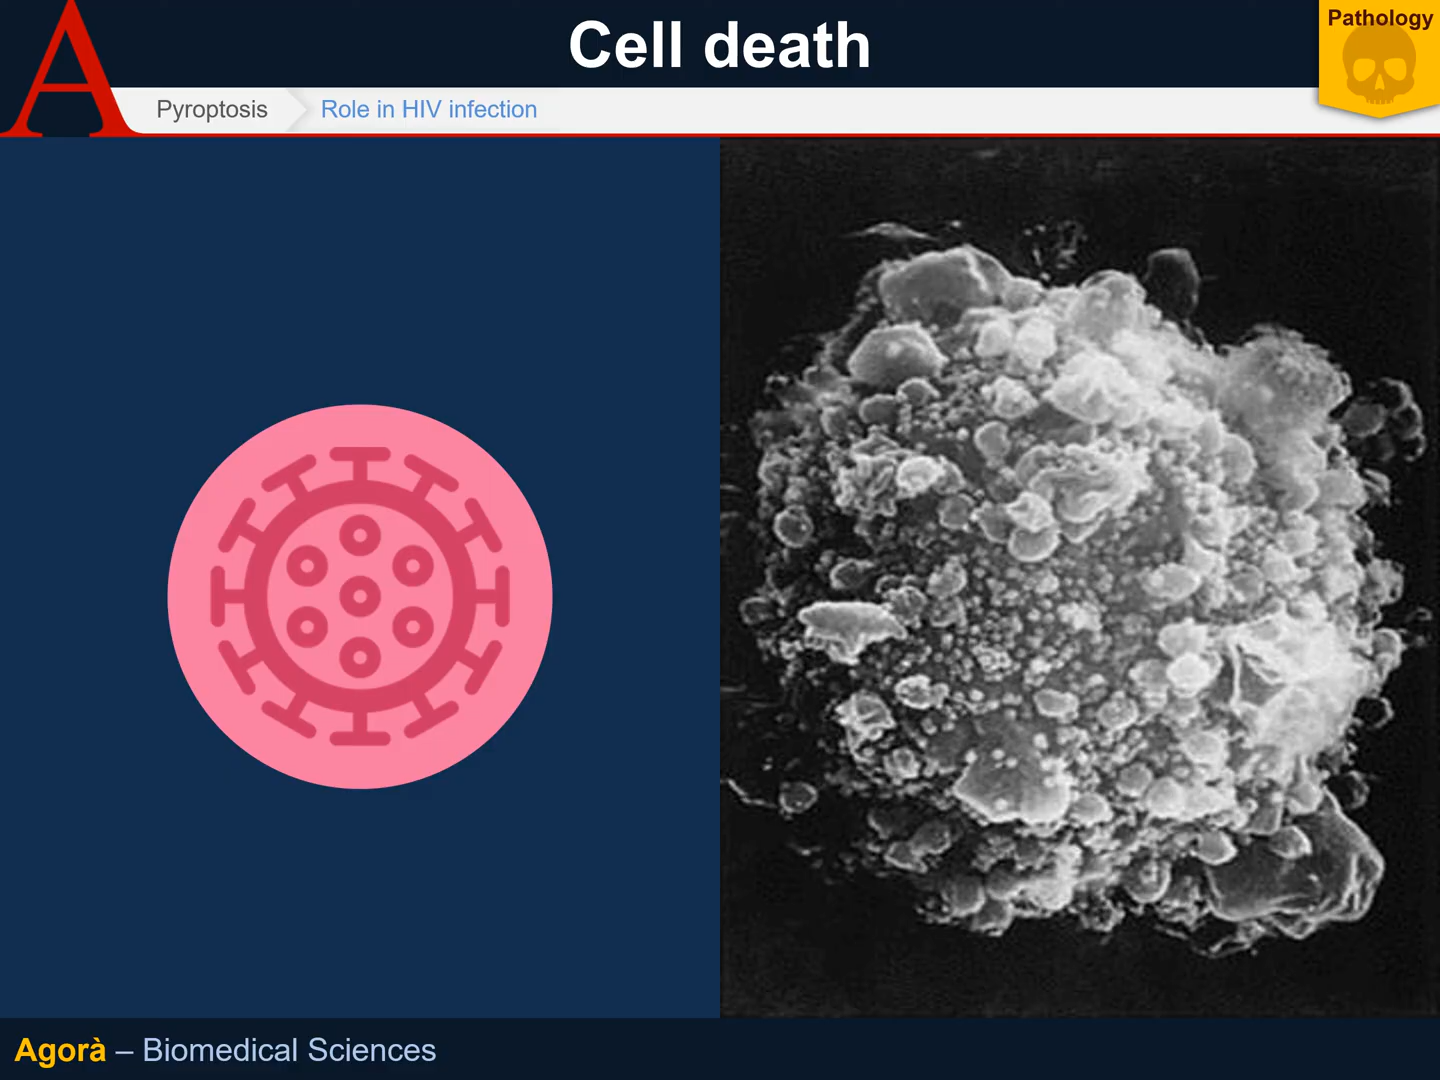 A
Cell death
Pathology
Pyroptosis
Role in HIV infection
Agorà – Biomedical Sciences